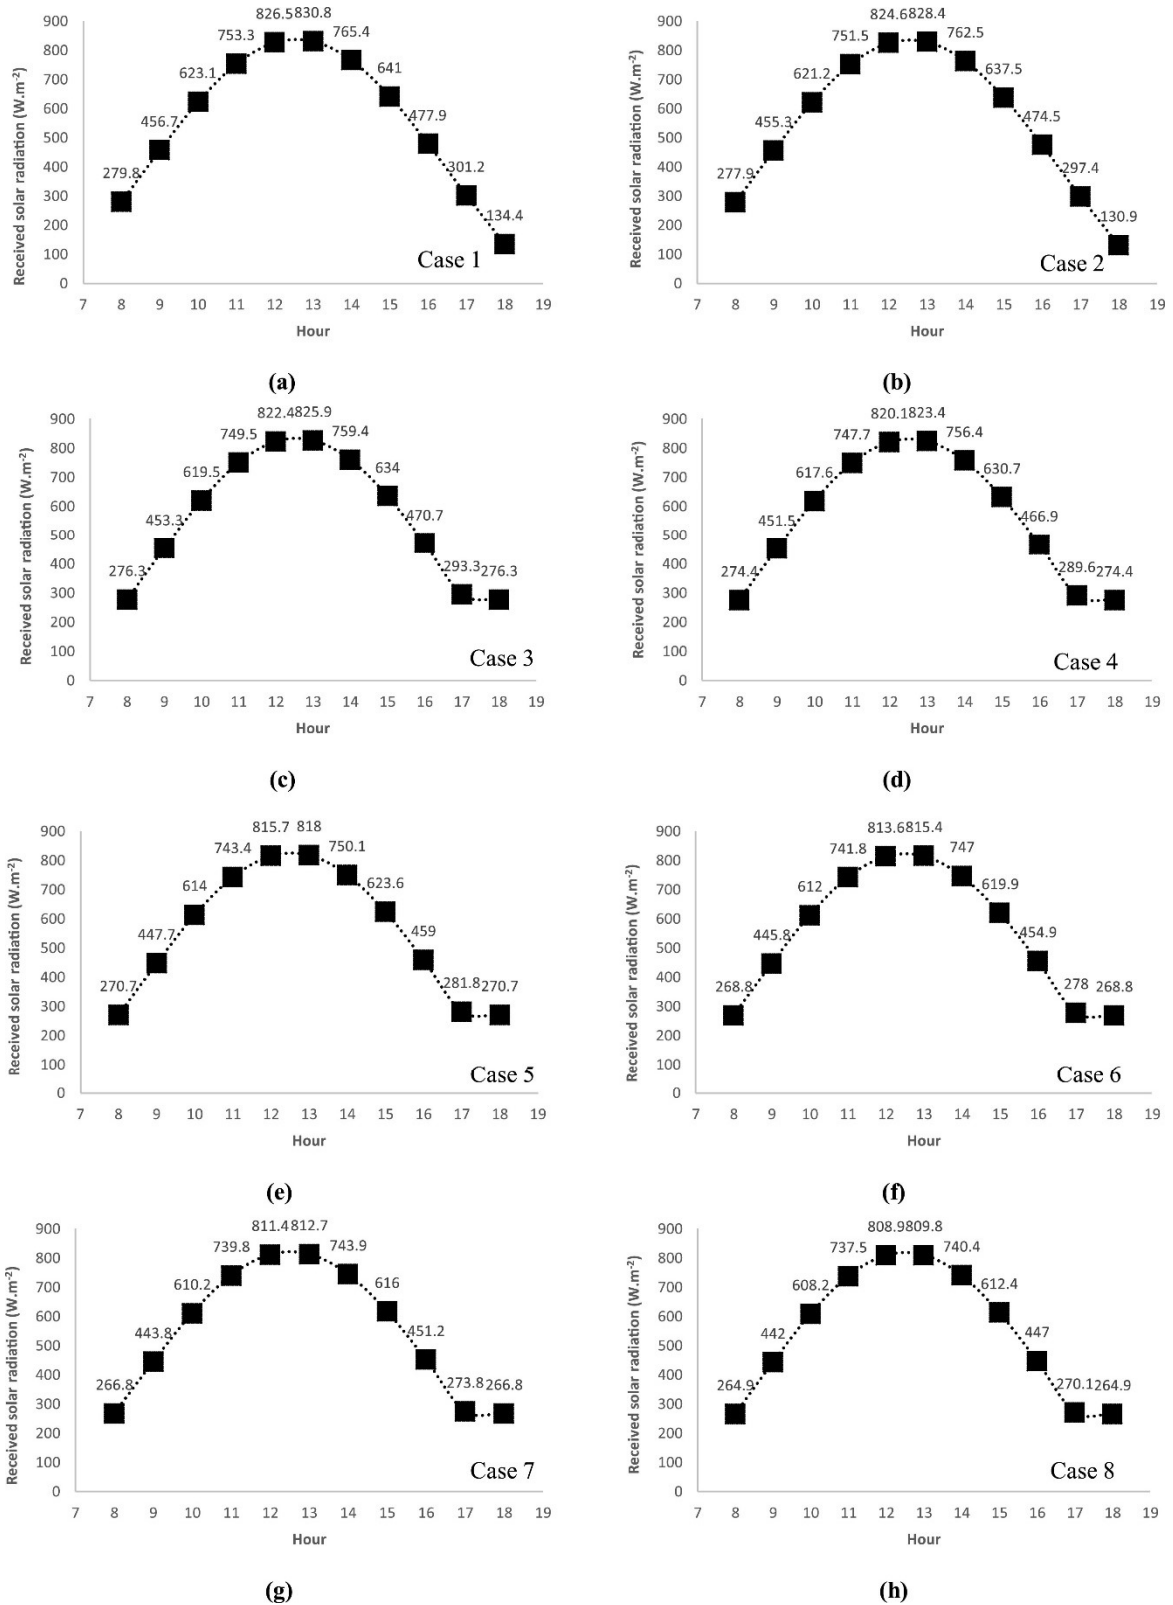 826.5 830.8
753.3 765.4
623.1 641
456.7 477.9
279.8 301.2
134.4
900
800
700
600
500
400
300
200
100
0
Received solar radiation (W.m-2)
Case 1
7 8 9 10 11 12 13 14 15 16 17 18 19
Hour
(a)
824.6 828.4
751.5 762.5
621.2 637.5
455.3 474.5
277.9 297.4
130.9
900
800
700
600
500
400
300
200
100
0
Received solar radiation (W.m-2)
Case 2
7 8 9 10 11 12 13 14 15 16 17 18 19
Hour
(b)
822.4 825.9
749.5 759.4
619.5 634
453.3 470.7
276.3 293.3 276.3
900
800
700
600
500
400
300
200
100
0
Received solar radiation (W.m-2)
Case 3
7 8 9 10 11 12 13 14 15 16 17 18 19
Hour
(c)
820.1 823.4
747.7 756.4
617.6 630.7
451.5 466.9
274.4 289.6 274.4
900
800
700
600
500
400
300
200
100
0
Received solar radiation (W.m-2)
Case 4
7 8 9 10 11 12 13 14 15 16 17 18 19
Hour
(d)
815.7 818
743.4 750.1
614 623.6
447.7 459
270.7 281.8 270.7
900
800
700
600
500
400
300
200
100
0
Received solar radiation (W.m-2)
Case 5
7 8 9 10 11 12 13 14 15 16 17 18 19
Hour
(e)
813.6 815.4
741.8 747
612 619.9
445.8 454.9
268.8 278 268.8
900
800
700
600
500
400
300
200
100
0
Received solar radiation (W.m-2)
Case 6
7 8 9 10 11 12 13 14 15 16 17 18 19
Hour
(f)
811.4 812.7
739.8 743.9
610.2 616
443.8 451.2
266.8 273.8 266.8
900
800
700
600
500
400
300
200
100
0
Received solar radiation (W.m-2)
Case 7
7 8 9 10 11 12 13 14 15 16 17 18 19
Hour
(g)
808.9 809.8
737.5 740.4
608.2 612.4
442 447
264.9 270.1 264.9
900
800
700
600
500
400
300
200
100
0
Received solar radiation (W.m-2)
Case 8
7 8 9 10 11 12 13 14 15 16 17 18 19
Hour
(h)